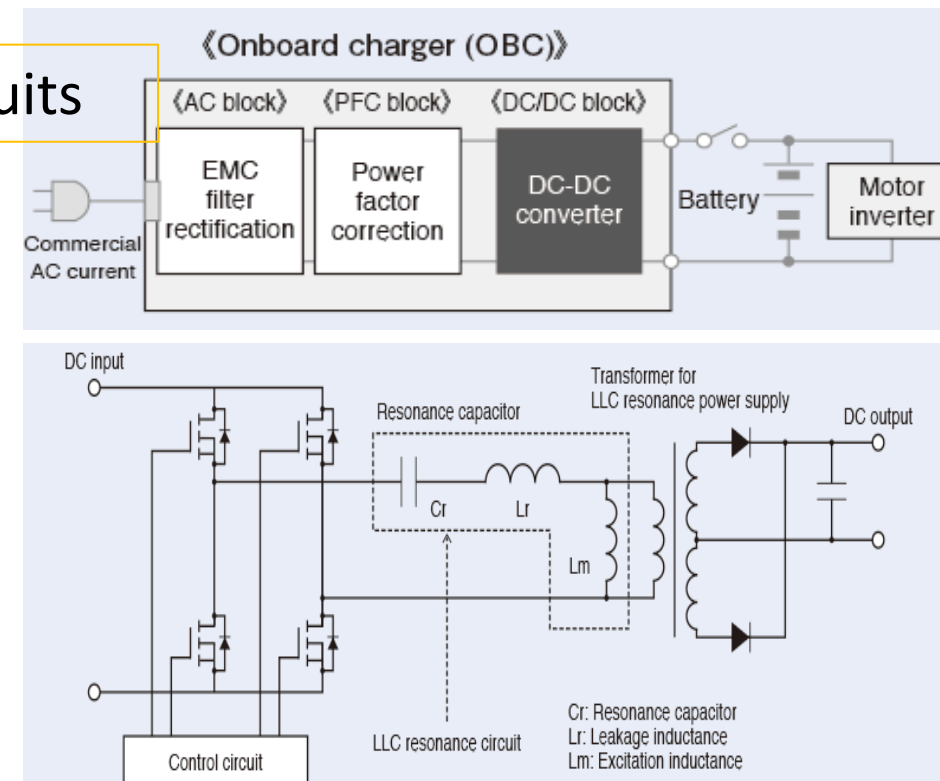 《Onboard charger (OBC)》
《AC block》 《PFC block》 《DC/DC block》
EMC
filter
rectification
Power
factor
correction
DC-DC
converter
Battery
Motor
inverter
Commercial
AC current
DC input
Transformer for
LLC resonance power supply
Resonance capacitor
DC output
Cr
Lr
Lm
LLC resonance circuit
Control circuit
Cr: Resonance capacitor
Lr: Leakage inductance
Lm: Excitation inductance